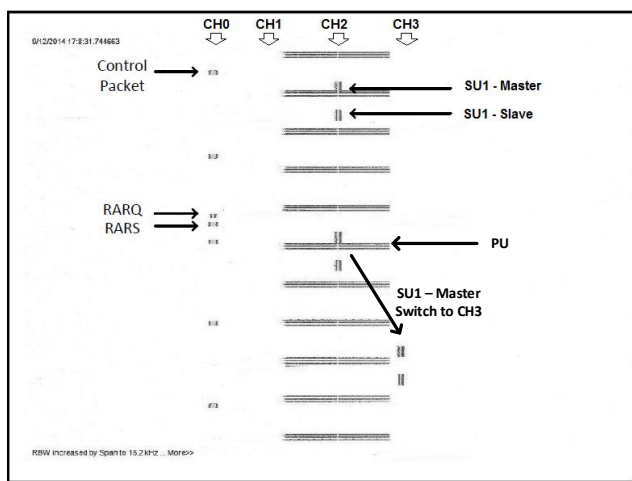 CH0 CH1 CH2 CH3
9/12/2014 17:8:31.744663
Control
Packet
SU1 - Master
SU1 - Slave
RARQ
RARS
PU
SU1 – Master
Switch to CH3
RBW increased by Span to 15.2 kHz ... More>>